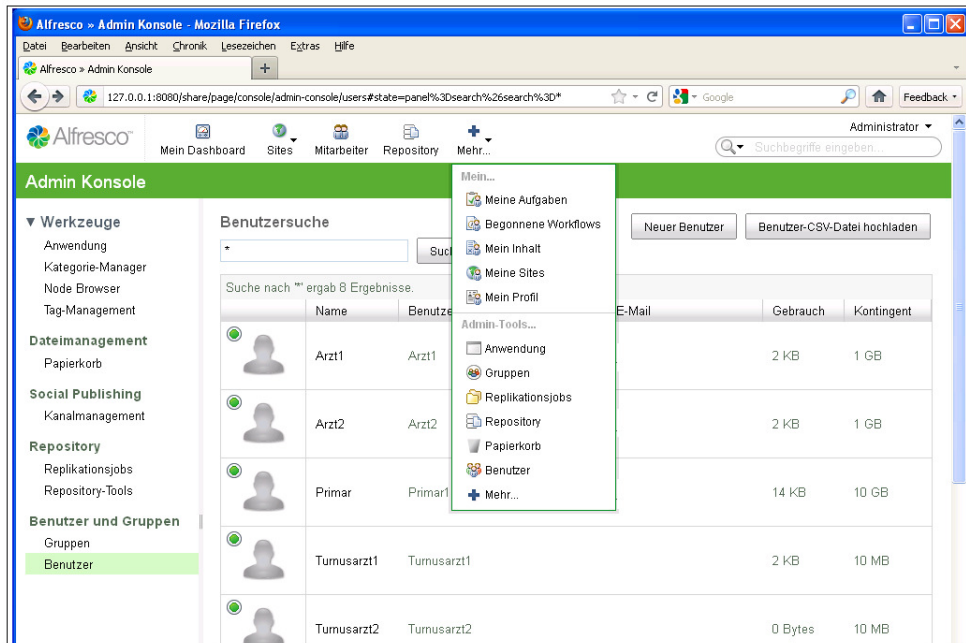 Alfresco » Admin Konsole - Mozilla Firefox
Datei Bearbeiten Ansicht Chronik Lesezeichen Extras Hilfe
Alfresco » Admin Konsole
127.0.0.1:8080/share/page/console/admin-console/users#state=panel%3Dsearch%26search%3D*
Google
Feedback
Alfresco
Mein Dashboard Sites Mitarbeiter Repository Mehr...
Administrator
Suchbegriffe eingeben...
Admin Konsole
Werkzeuge
Anwendung
Kategorie-Manager
Node Browser
Tag-Management
Dateimanagement
Papierkorb
Social Publishing
Kanalmanagement
Repository
Replikationsjobs
Repository-Tools
Benutzer und Gruppen
Gruppen
Benutzer
Mein...
Meine Aufgaben
Begonnene Workflows
Mein Inhalt
Meine Sites
Mein Profil
Admin-Tools...
Anwendung
Gruppen
Replikationsjobs
Repository
Papierkorb
Benutzer
Mehr...
Benutzersuche
Neuer Benutzer Benutzer-CSV-Datei hochladen
*
Suche nach "*" ergab 8 Ergebnisse.
Name E-Mail Gebrauch Kontingent
Arzt1 Arzt1 2 KB 1 GB
Arzt2 Arzt2 2 KB 1 GB
Primar Primar1 14 KB 10 GB
Turnusarzt1 Turnusarzt1 2 KB 10 MB
Turnusarzt2 Turnusarzt2 0 Bytes 10 MB